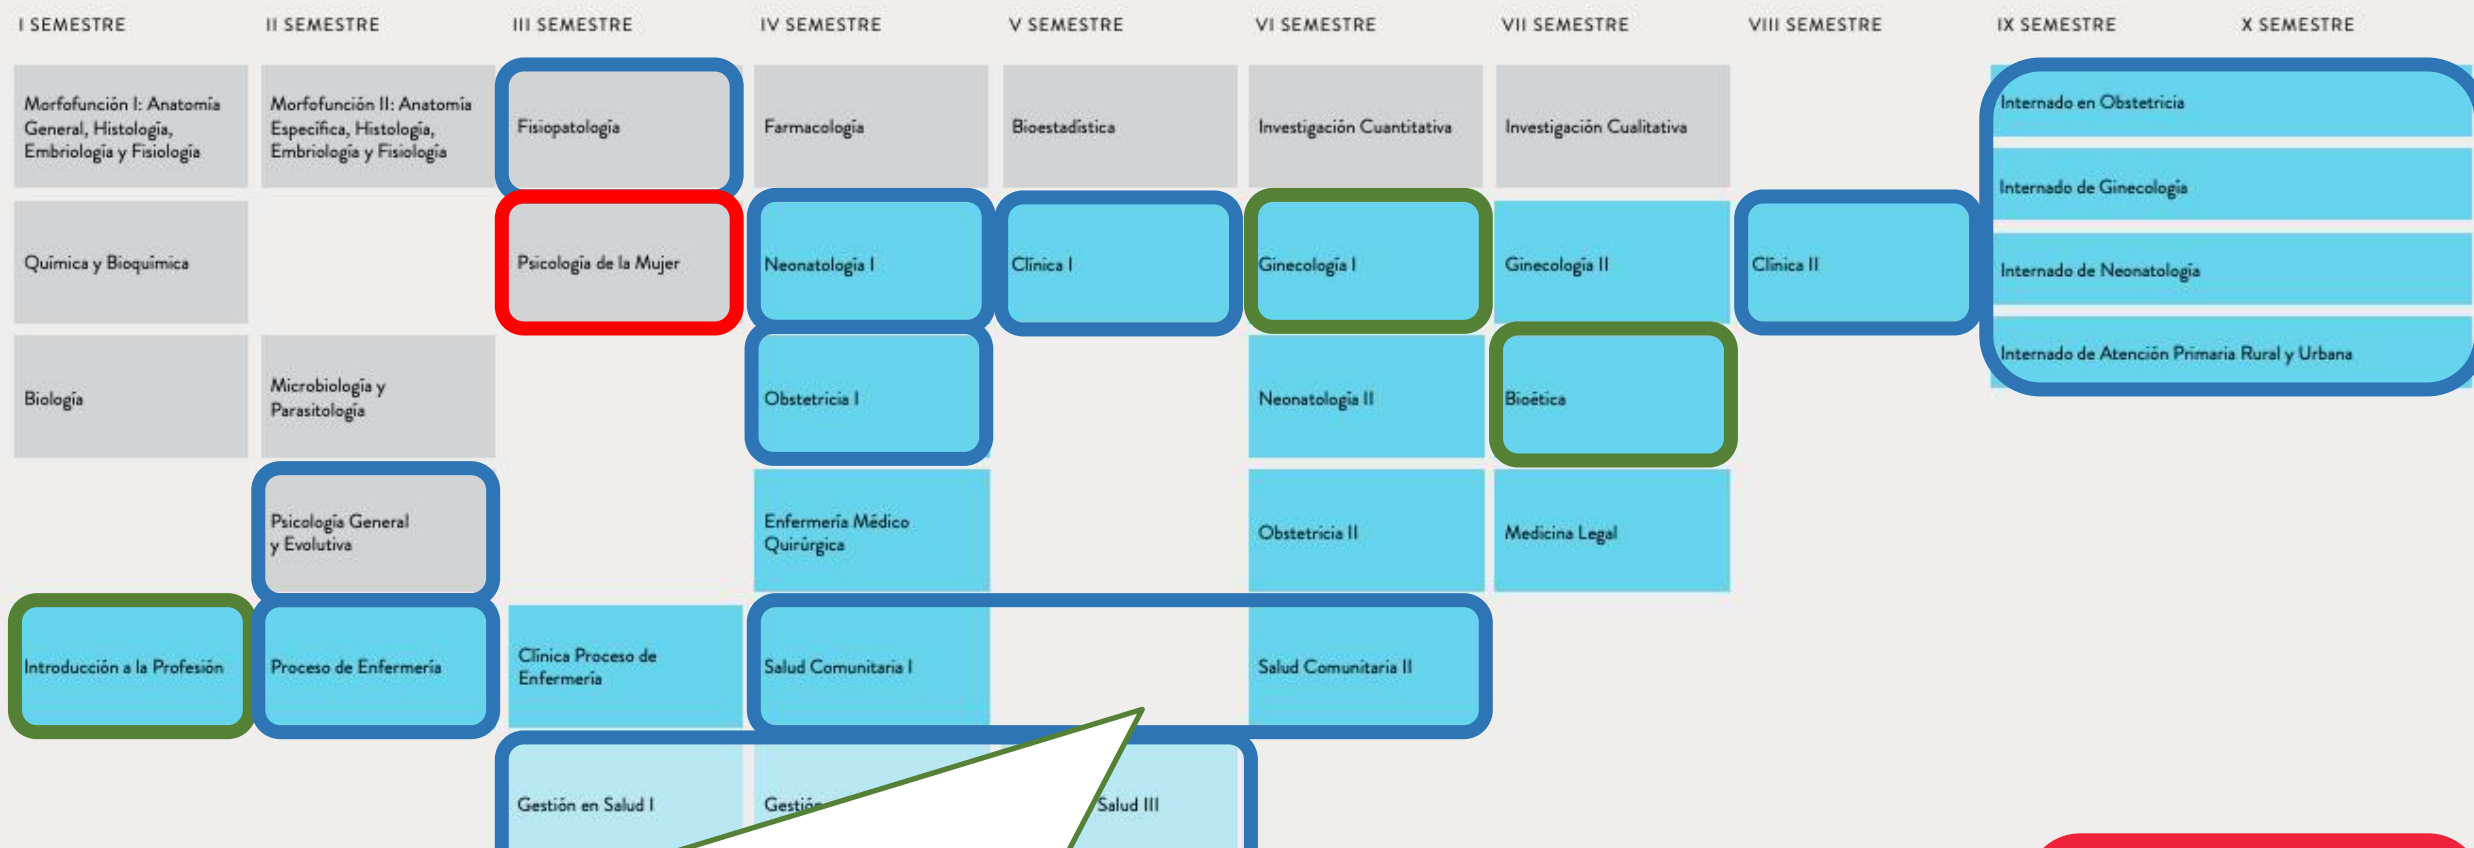 I SEMESTRE
II SEMESTRE
III SEMESTRE
IV SEMESTRE
V SEMESTRE
VI SEMESTRE
VII SEMESTRE
VIII SEMESTRE
IX SEMESTRE
X SEMESTRE
Morfofunción I: Anatomía
General, Histología,
Embriología y Fisiología
Morfofunción II: Anatomía
Específica, Histología,
Embriología y Fisiología
Fisiopatología
Farmacología
Bioestadística
Investigación Cuantitativa
Investigación Cualitativa
Internado en Obstetricia
Internado de Ginecología
Química y Bioquímica
Psicología de la Mujer
Neonatología I
Clínica I
Ginecología I
Ginecología II
Clínica II
Internado de Neonatología
Internado de Atención Primaria Rural y Urbana
Biología
Microbiología y
Parasitología
Obstetricia I
Neonatología II
Bioética
Psicología General
y Evolutiva
Enfermería Médico
Quirúrgica
Obstetricia II
Medicina Legal
Introducción a la Profesión
Proceso de Enfermería
Clínica Proceso de
Enfermería
Salud Comunitaria I
Salud Comunitaria II
Gestión en Salud I
Salud III